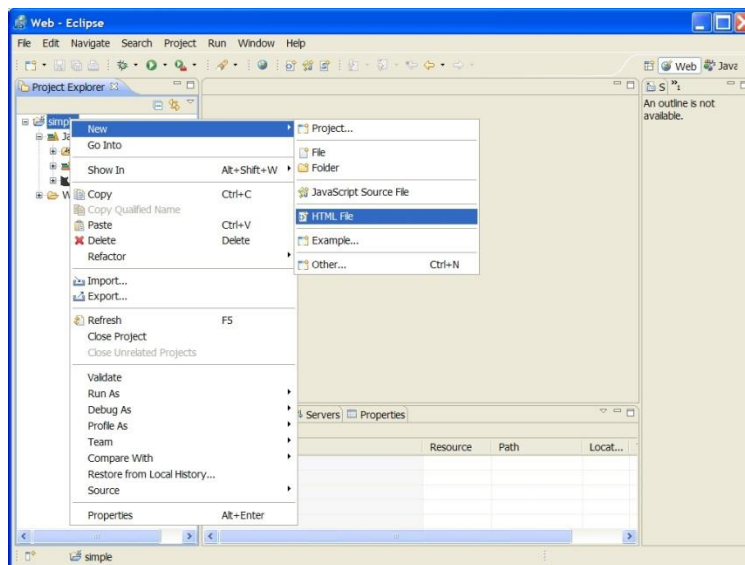 Web - Eclipse
File Edit Navigate Search Project Run Window Help
Web Java
Project Explorer
S »1
An outline is not
available.
simple
Ja
W
New
Go Into
Show In Alt+Shift+W
Copy Ctrl+C
Copy Qualified Name
Paste Ctrl+V
Delete Delete
Refactor
Import...
Export...
Refresh F5
Close Project
Close Unrelated Projects
Validate
Run As
Debug As
Profile As
Team
Compare With
Restore from Local History...
Source
Properties Alt+Enter
Project...
File
Folder
JavaScript Source File
HTML File
Example...
Other... Ctrl+N
Servers Properties
Resource Path Locat...
simple